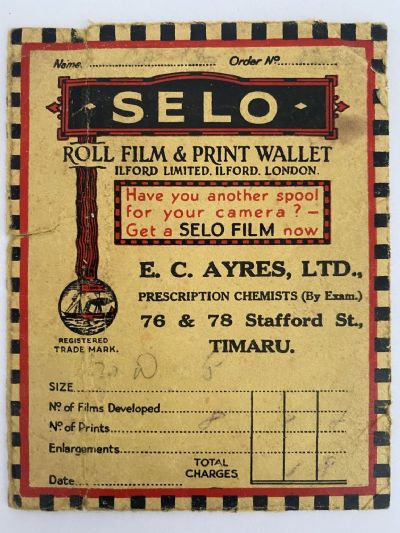 Name. Order Nº
SELO
ROLL FILM & PRINT WALLET
ILFORD LIMITED. ILFORD. LONDON.
Have you another spool
for your camera? –
Get a SELO FILM now
E. C. AYRES, LTD.,
PRESCRIPTION CHEMISTS (By Exam.)
76 & 78 Stafford St.,
TIMARU.
REGISTERED
TRADE MARK.
SIZE
Nº of Films Developed
Nº of Prints
Enlargements
TOTAL
CHARGES
Date